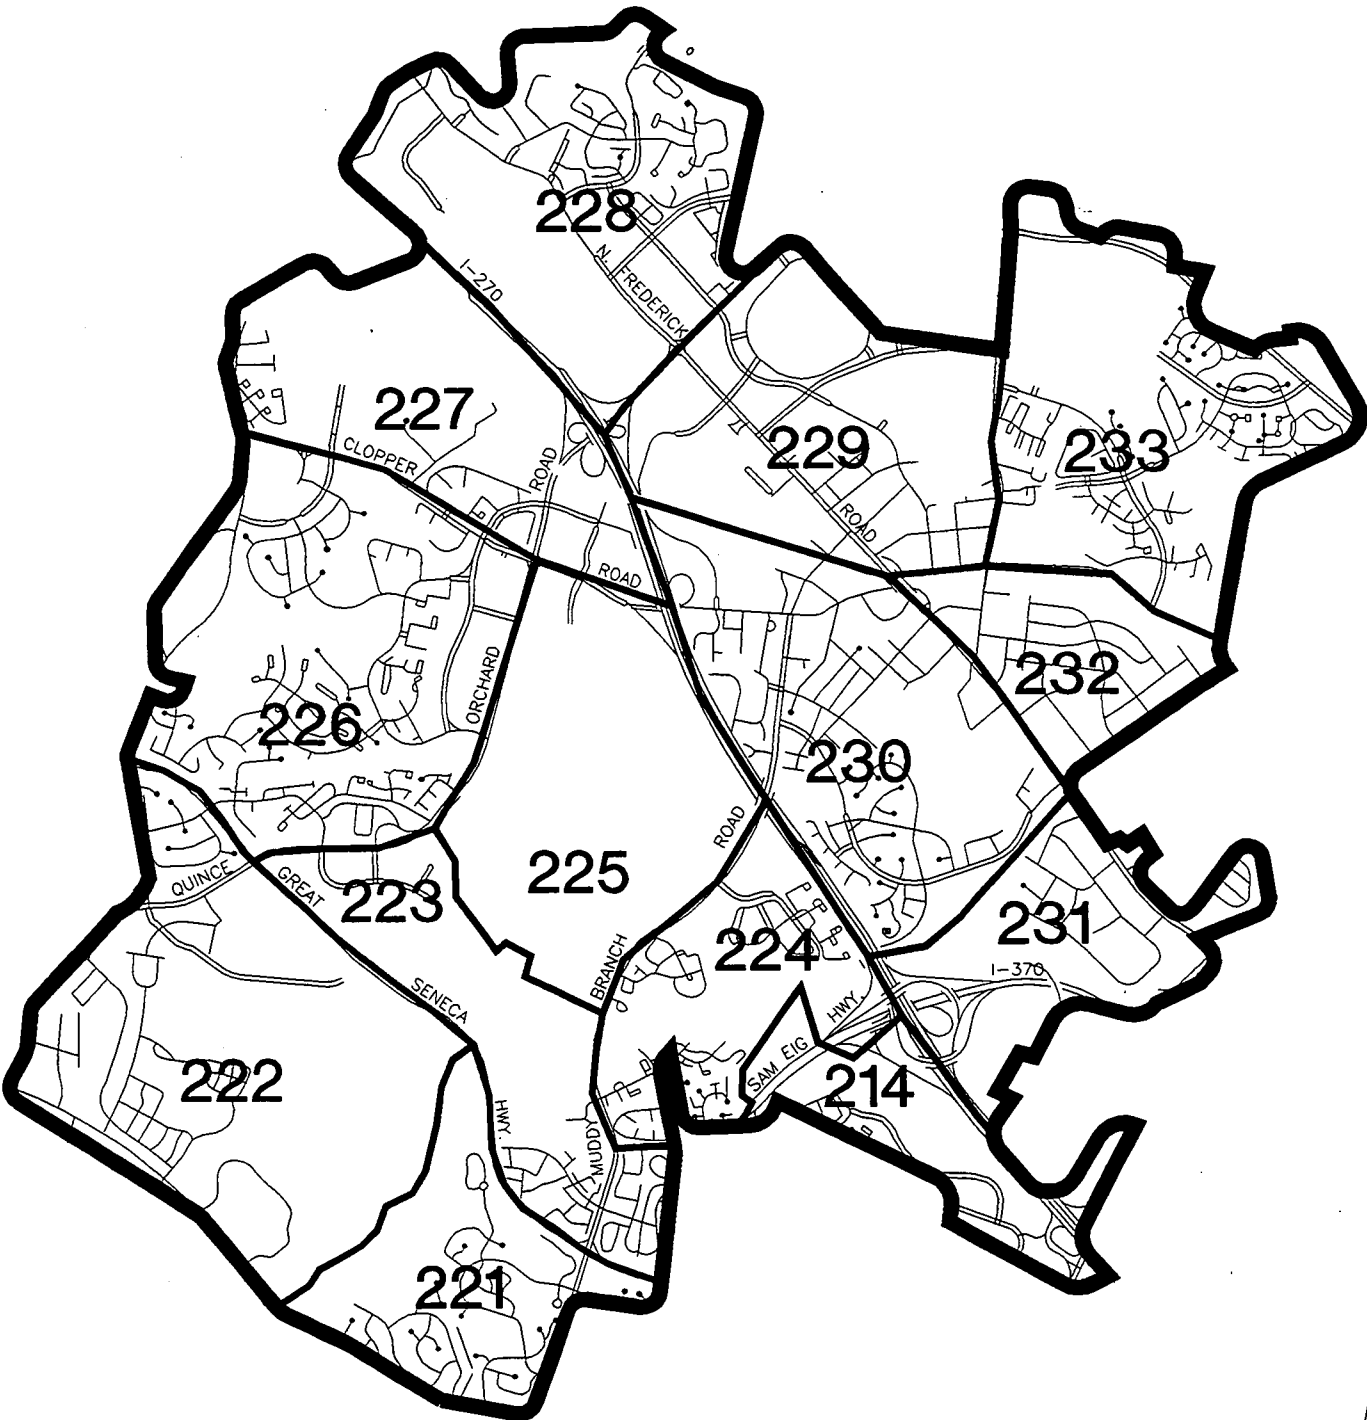 228
I-270
N. FREDERICK
227
CLOPPER
ROAD
229
233
ROAD
ROAD
232
ORCHARD
226
230
ROAD
225
QUINCE
GREAT
223
224
231
I-370
BRANCH
SENECA
HWY.
SAM EIG
222
214
HWY.
MUDDY
221